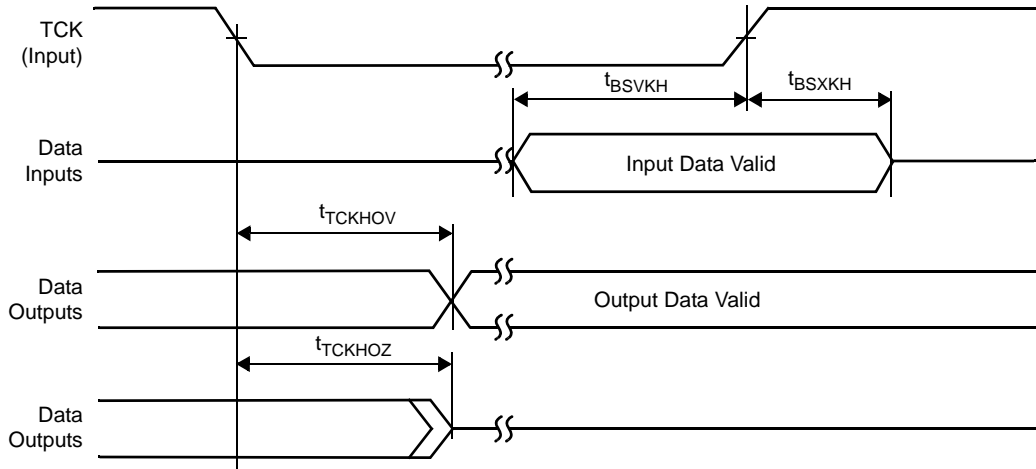 TCK
(Input)
tBSVKH
tBSXKH
Data
Inputs
Input Data Valid
tTCKHOV
Data
Outputs
Output Data Valid
tTCKHOZ
Data
Outputs